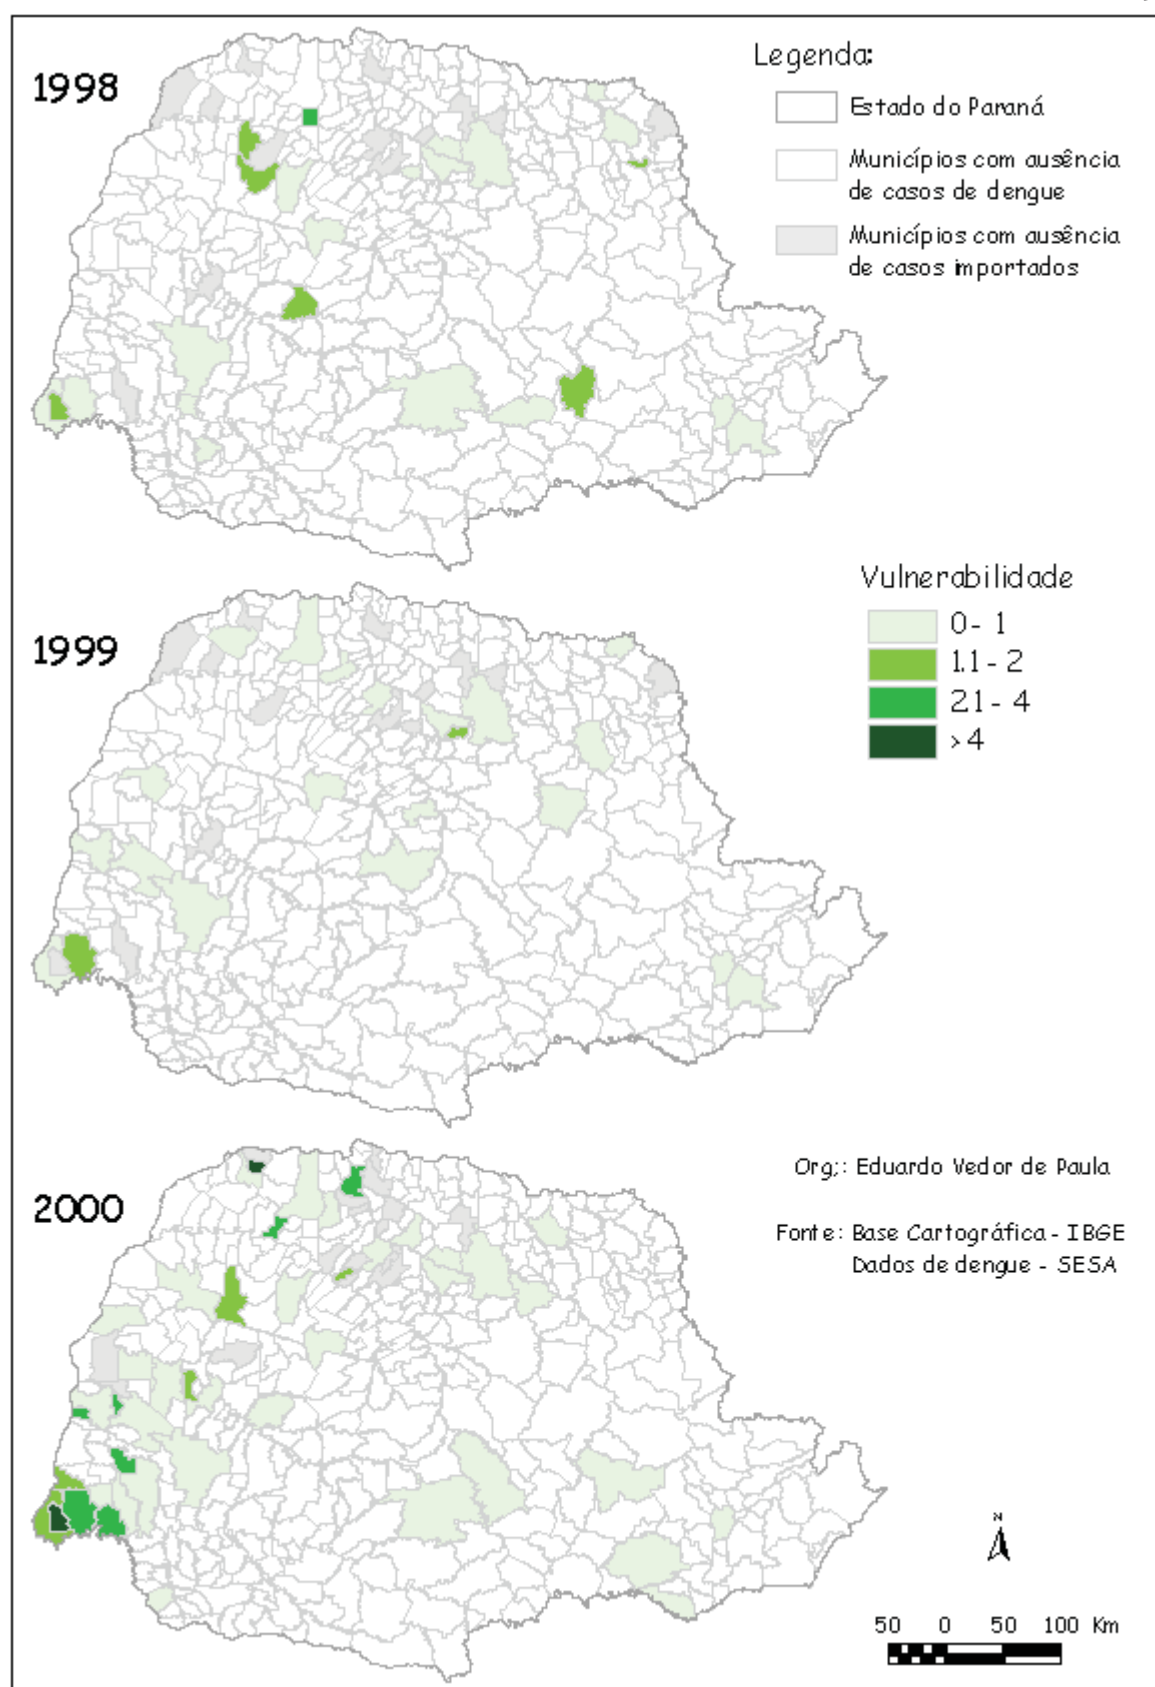 1998
Legenda:
Estado do Paraná
Municípios com ausência
de casos de dengue
Municípios com ausência
de casos importados
Vulnerabilidade
0 - 1
1.1 - 2
2.1 - 4
>4
1999
2000
Org;: Eduardo Vedor de Paula
Fonte: Base Cartográfica - IBGE
Dados de dengue - SESA
N
50 0 50 100 Km